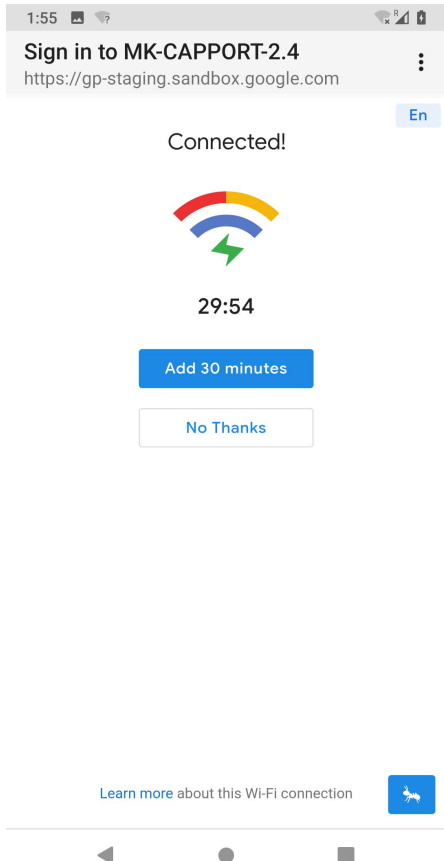 1:55
?
R
Sign in to MK-CAPPORT-2.4
https://gp-staging.sandbox.google.com
En
Connected!
29:54
Add 30 minutes
No Thanks
Learn more about this Wi-Fi connection